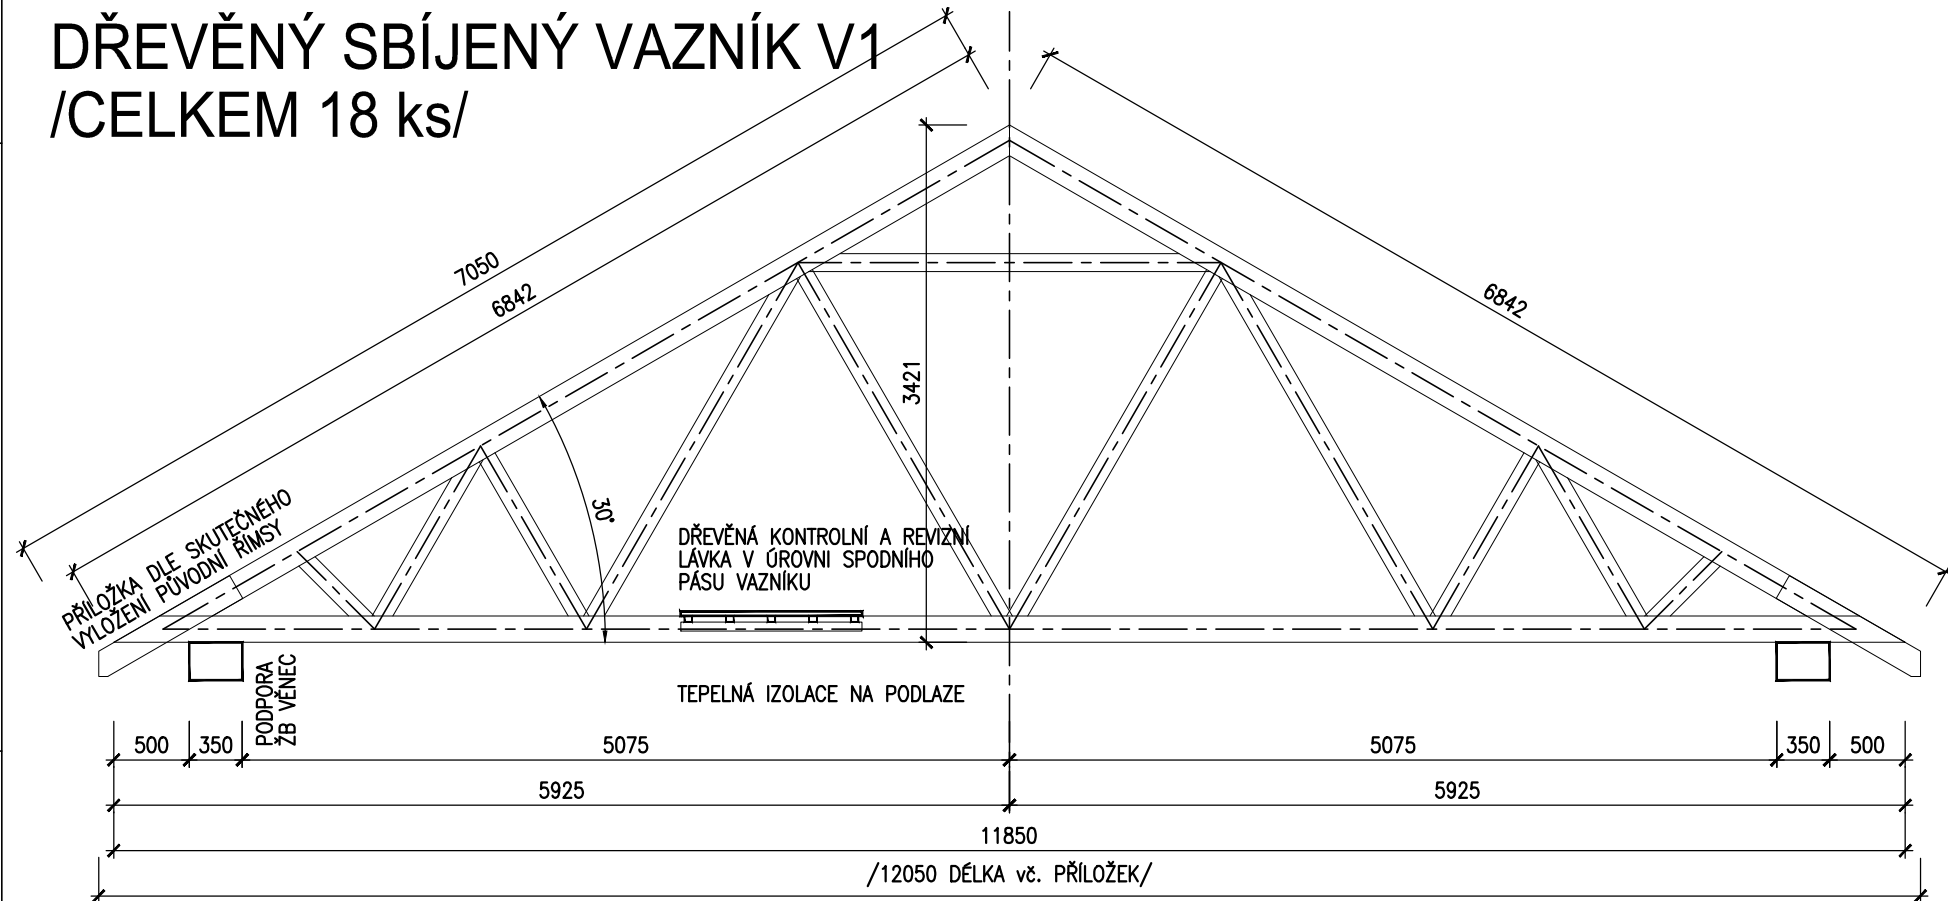 DŘEVĚNÝ SBÍJENÝ VAZNÍK V1
/CELKEM 18 ks/
7050
6842
6842
3421
30°
PŘÍLOŽKA DLE SKUTEČNÉHO
VYLOŽENÍ PŮVODNÍ ŘÍMSY
DŘEVĚNÁ KONTROLNÍ A REVIZNÍ
LÁVKA V ÚROVNI SPODNÍHO
PÁSU VAZNÍKU
PODPORA
ŽB VĚNEC
TEPELNÁ IZOLACE NA PODLAZE
500 350 5075 5075 350 500
5925 5925
11850
/12050 DÉLKA vč. PŘÍLOŽEK/